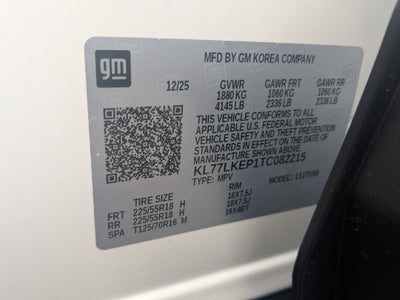 gm
MFD BY GM KOREA COMPANY
12/25 GVWR GAWR FRT GAWR RR
1880 KG 1060 KG 1060 KG
4145 LB 2336 LB 2336 LB
THIS VEHICLE CONFORMS TO ALL
APPLICABLE U.S. FEDERAL MOTOR
VEHICLE SAFETY AND THEFT
PREVENTION STANDARDS IN EFFECT ON THE DATE OF
MANUFACTURE SHOWN ABOVE.
KL77LKEP1TC082215
TYPE: MPV 1S17USR
TIRE SIZE RIM
FRT 225/55R18 H 18X7.5J
RR 225/55R18 H 18X7.5J
SPA T125/70R16 M 16X4BT